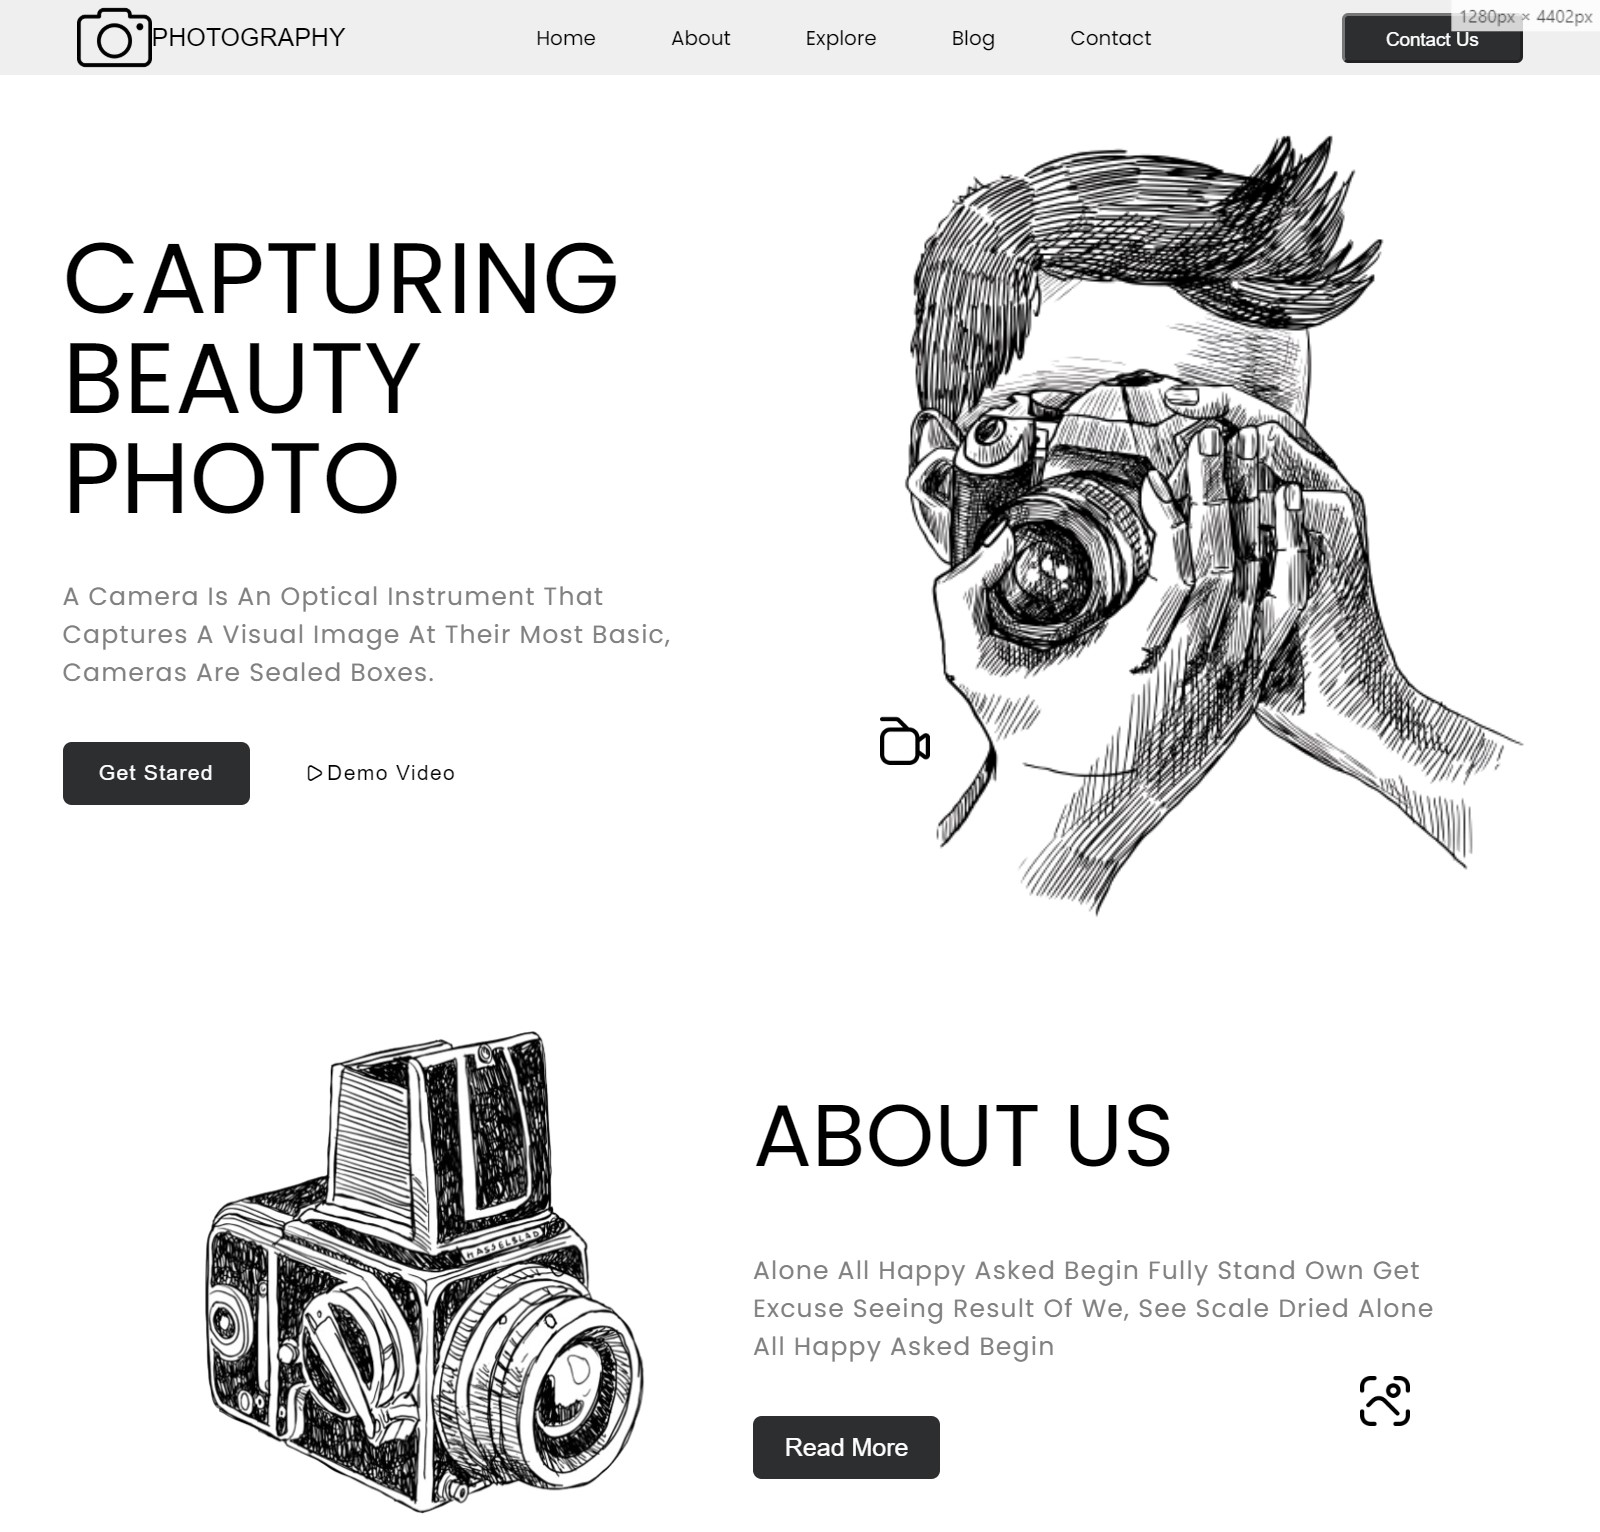 PHOTOGRAPHY
Home
About
Explore
Blog
Contact
Contact Us
1280px × 4402px
CAPTURING
BEAUTY
PHOTO
A Camera Is An Optical Instrument That
Captures A Visual Image At Their Most Basic,
Cameras Are Sealed Boxes.
Get Stared
Demo Video
HASSELBLAD
ABOUT US
Alone All Happy Asked Begin Fully Stand Own Get
Excuse Seeing Result Of We, See Scale Dried Alone
All Happy Asked Begin
Read More